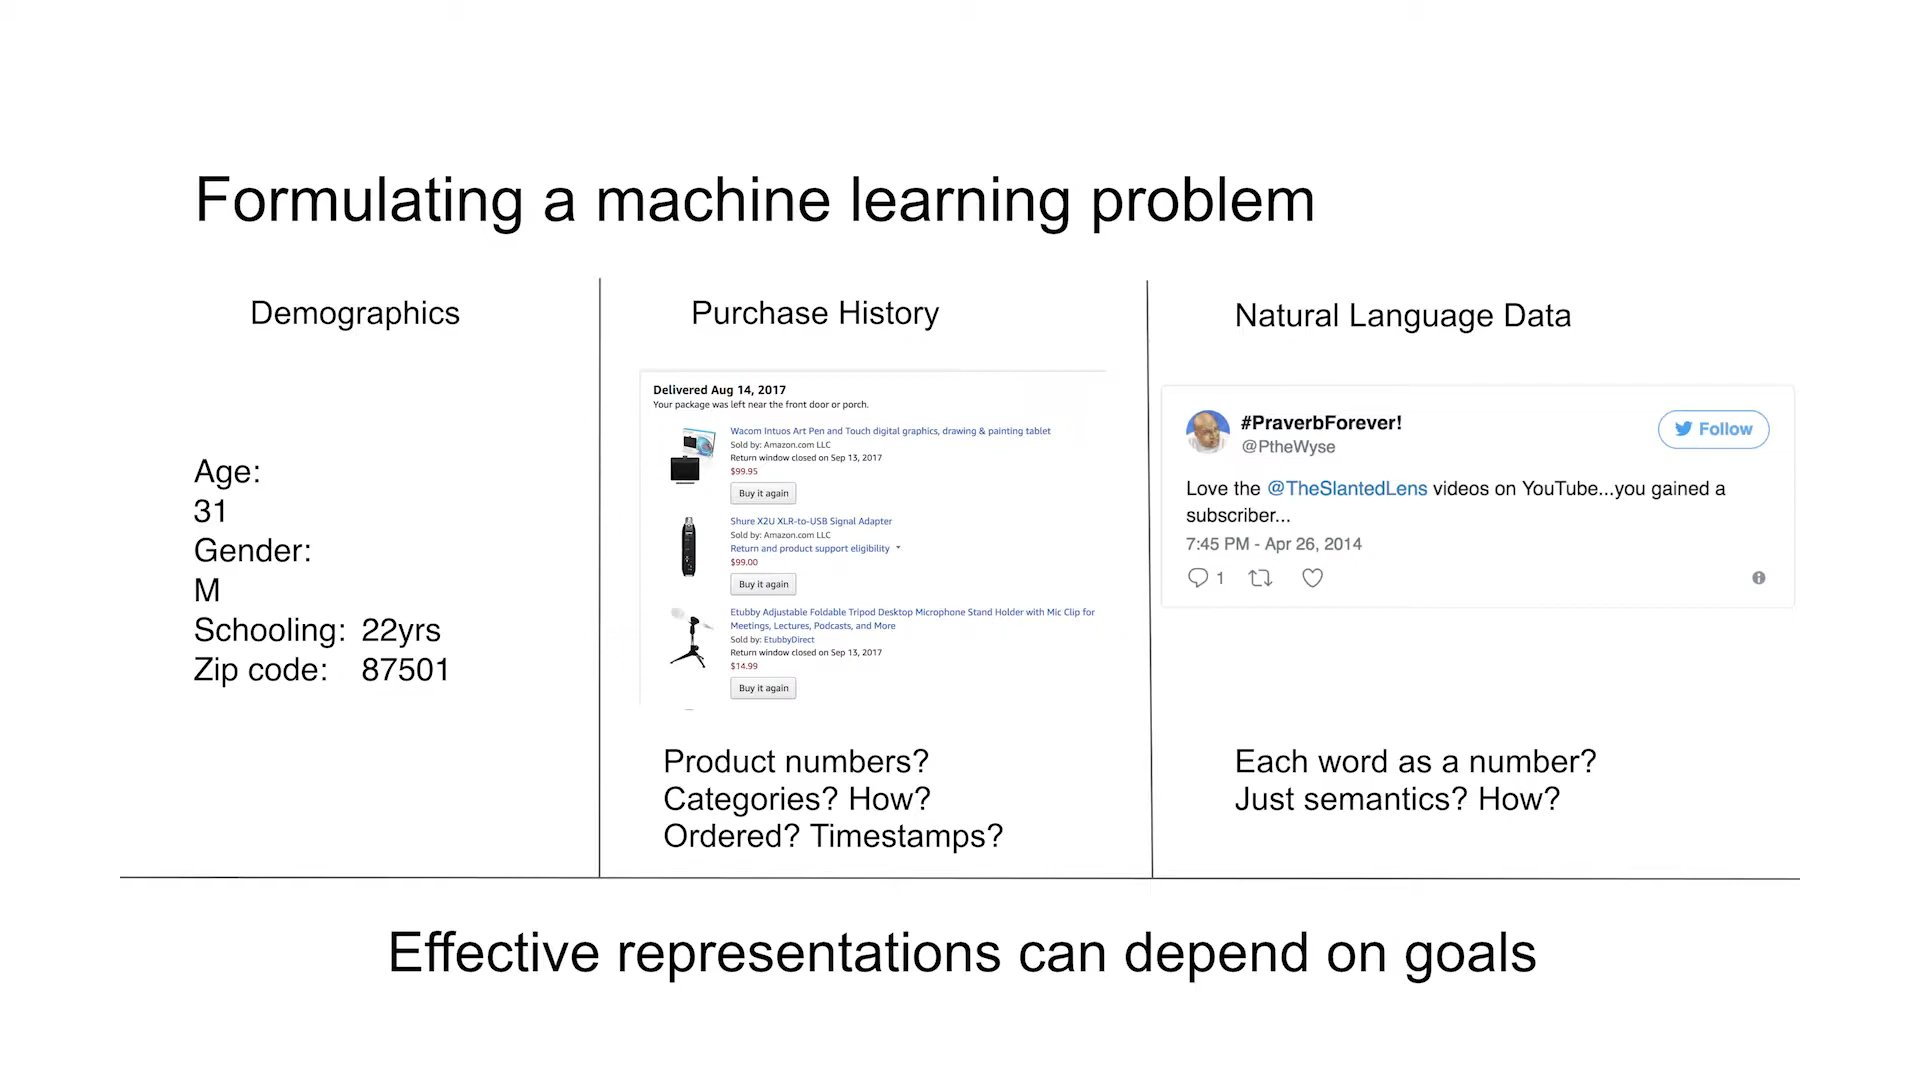 Formulating a machine learning problem
Demographics
Age:
31
Gender:
M
Schooling: 22yrs
Zip code: 87501
Purchase History
Delivered Aug 14, 2017
Your package was left near the front door or porch.
Wacom Intuos Art Pen and Touch digital graphics, drawing & painting tablet
Sold by: Amazon.com LLC
Return window closed on Sep 13, 2017
$99.95
Buy it again
Shure X2U XLR-to-USB Signal Adapter
Sold by: Amazon.com LLC
Return and product support eligibility
$99.00
Buy it again
Etubby Adjustable Foldable Tripod Desktop Microphone Stand Holder with Mic Clip for
Meetings, Lectures, Podcasts, and More
Sold by: EtubbyDirect
Return window closed on Sep 13, 2017
$14.99
Buy it again
Product numbers?
Categories? How?
Ordered? Timestamps?
Natural Language Data
#PraverbForever!
@PtheWyse
Follow
Love the @TheSlantedLens videos on YouTube...you gained a
subscriber...
7:45 PM - Apr 26, 2014
1
Each word as a number?
Just semantics? How?
Effective representations can depend on goals